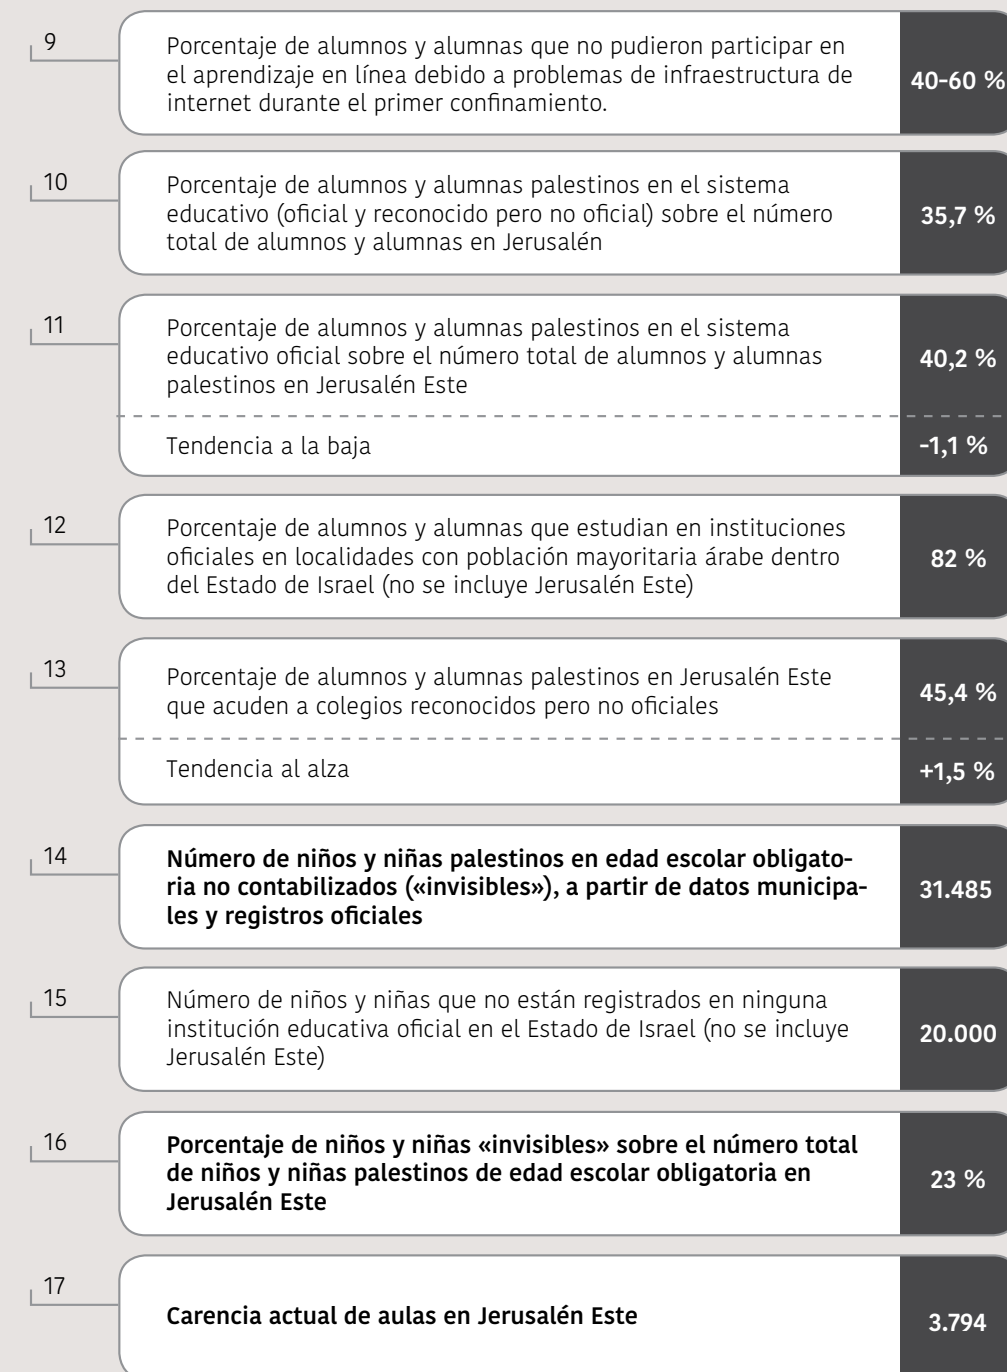 9
Porcentaje de alumnos y alumnas que no pudieron participar en
el aprendizaje en línea debido a problemas de infraestructura de
internet durante el primer confinamiento.
40-60 %
10
Porcentaje de alumnos y alumnas palestinos en el sistema
educativo (oficial y reconocido pero no oficial) sobre el número
total de alumnos y alumnas en Jerusalén
35,7 %
11
Porcentaje de alumnos y alumnas palestinos en el sistema
educativo oficial sobre el número total de alumnos y alumnas
palestinos en Jerusalén Este
40,2 %
Tendencia a la baja
-1,1 %
12
Porcentaje de alumnos y alumnas que estudian en instituciones
oficiales en localidades con población mayoritaria árabe dentro
del Estado de Israel (no se incluye Jerusalén Este)
82 %
13
Porcentaje de alumnos y alumnas palestinos en Jerusalén Este
que acuden a colegios reconocidos pero no oficiales
45,4 %
Tendencia al alza
+1,5 %
14
Número de niños y niñas palestinos en edad escolar obligato-
ria no contabilizados («invisibles»), a partir de datos municipa-
les y registros oficiales
31.485
15
Número de niños y niñas que no están registrados en ninguna
institución educativa oficial en el Estado de Israel (no se incluye
Jerusalén Este)
20.000
16
Porcentaje de niños y niñas «invisibles» sobre el número total
de niños y niñas palestinos de edad escolar obligatoria en
Jerusalén Este
23 %
17
Carencia actual de aulas en Jerusalén Este
3.794